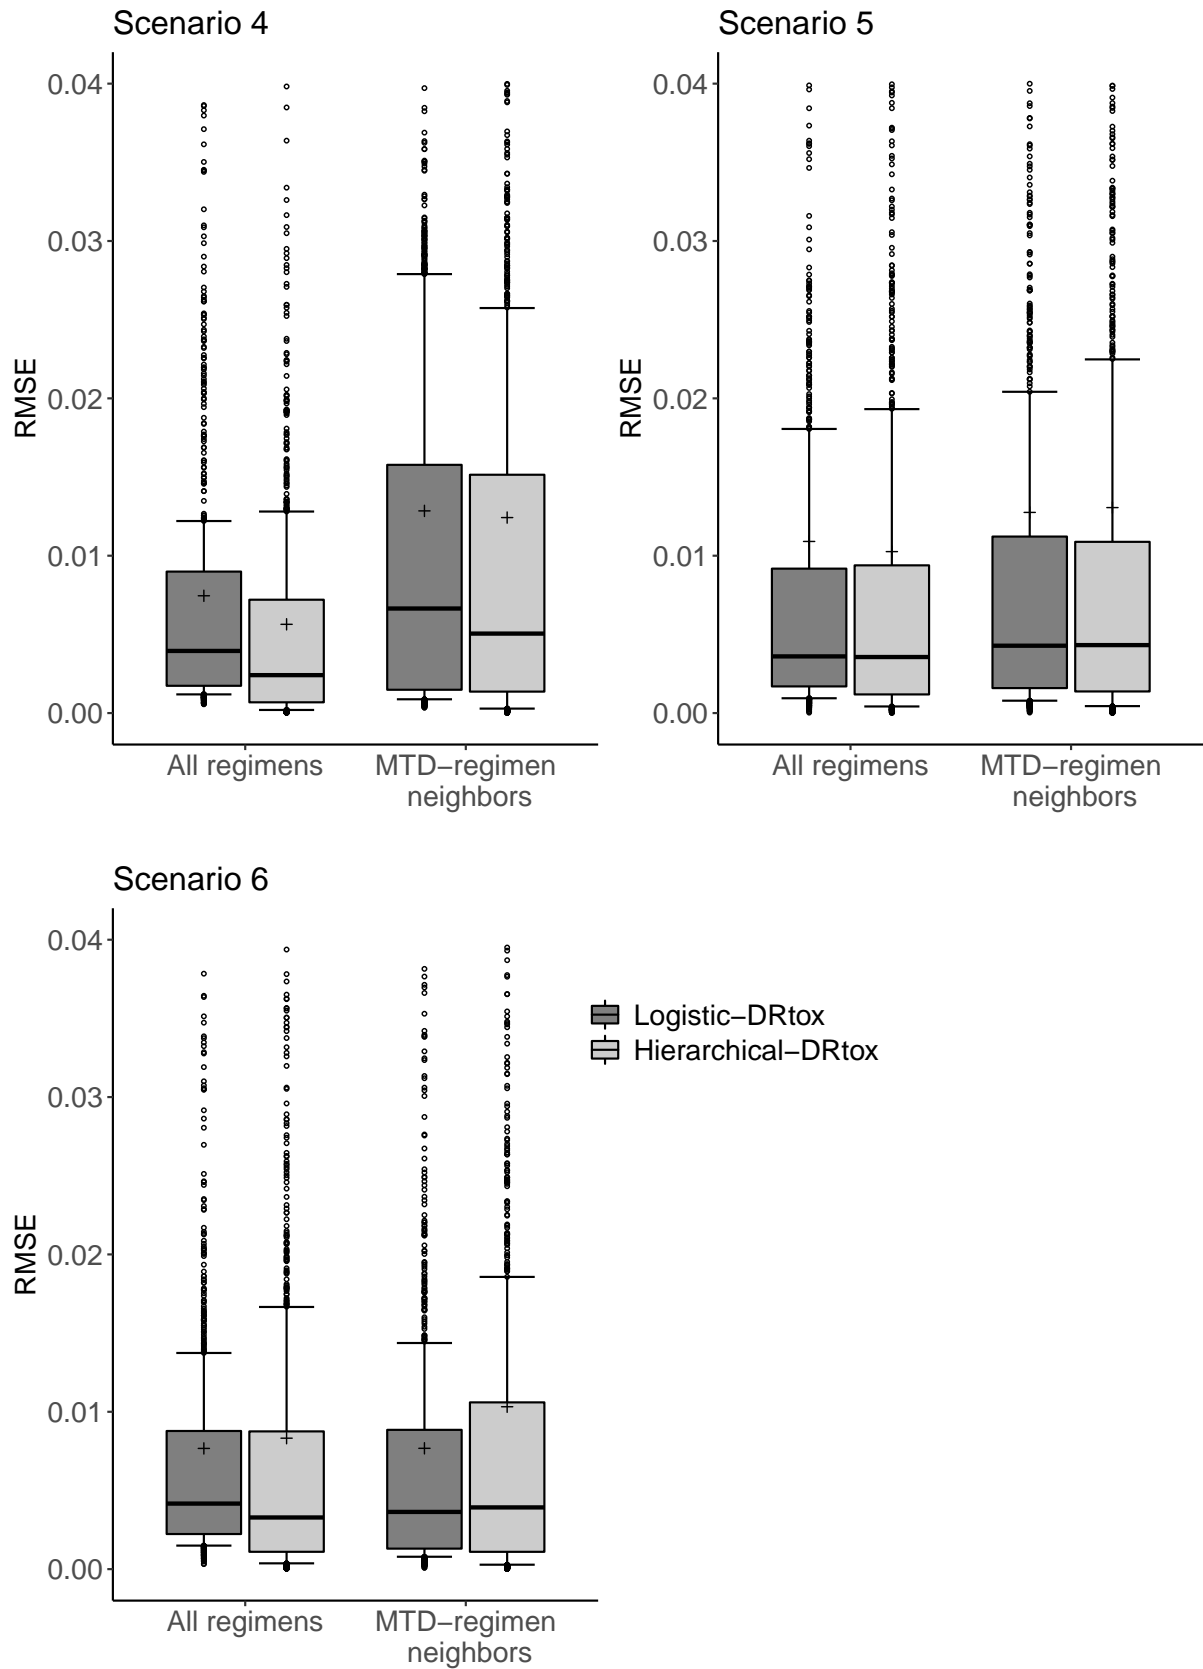 Scenario 4
0.04
0.03
0.02
0.01
0.00
RMSE
All regimens
MTD−regimen
neighbors
Scenario 5
0.04
0.03
0.02
0.01
0.00
RMSE
All regimens
MTD−regimen
neighbors
Scenario 6
0.04
0.03
0.02
0.01
0.00
RMSE
All regimens
MTD−regimen
neighbors
Logistic−DRtox
Hierarchical−DRtox